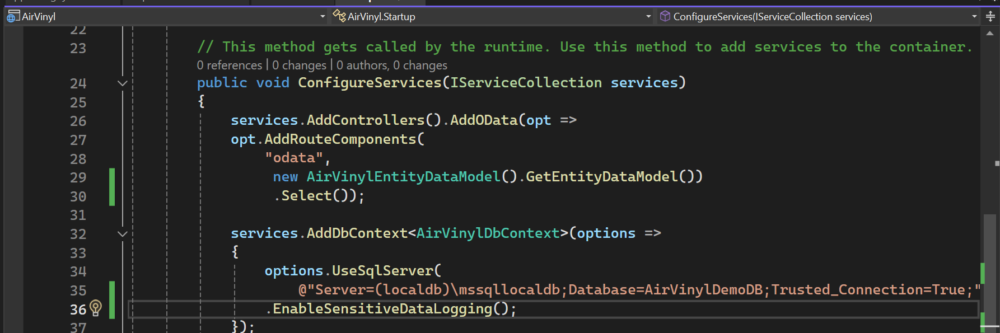 AirVinyl AirVinyl.Startup ConfigureServices(IServiceCollection services)
22
23 // This method gets called by the runtime. Use this method to add services to the container.
0 references | 0 changes | 0 authors, 0 changes
24 public void ConfigureServices(IServiceCollection services)
25 {
26 services.AddControllers().AddOData(opt =>
27 opt.AddRouteComponents(
28 "odata",
29 new AirVinylEntityDataModel().GetEntityDataModel())
30 .Select());
31
32 services.AddDbContext<AirVinylDbContext>(options =>
33 {
34 options.UseSqlServer(
35 @"Server=(localdb)\mssqllocaldb;Database=AirVinylDemoDB;Trusted_Connection=True;"
36 .EnableSensitiveDataLogging();
37 });